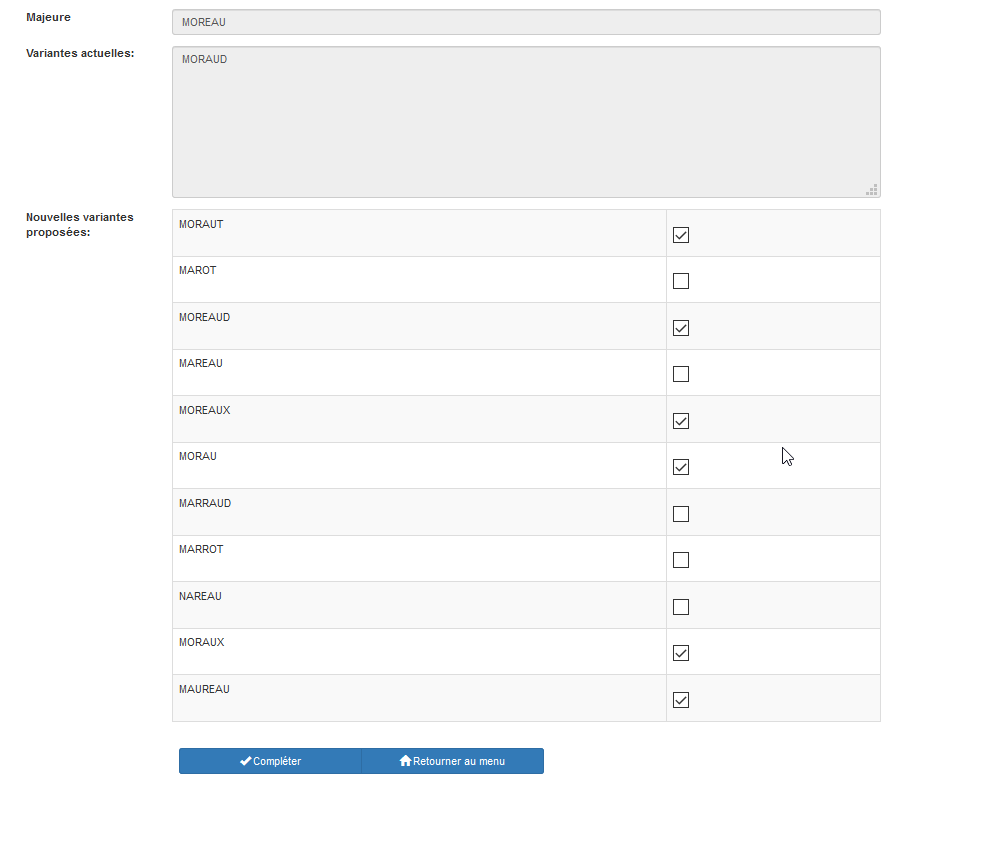 Majeure
MOREAU
Variantes actuelles:
MORAUD
Nouvelles variantes
proposées:
MORAUT
MAROT
MOREAUD
MAREAU
MOREAUX
MORAU
MARRAUD
MARROT
NAREAU
MORAUX
MAUREAU
Compléter
Retourner au menu